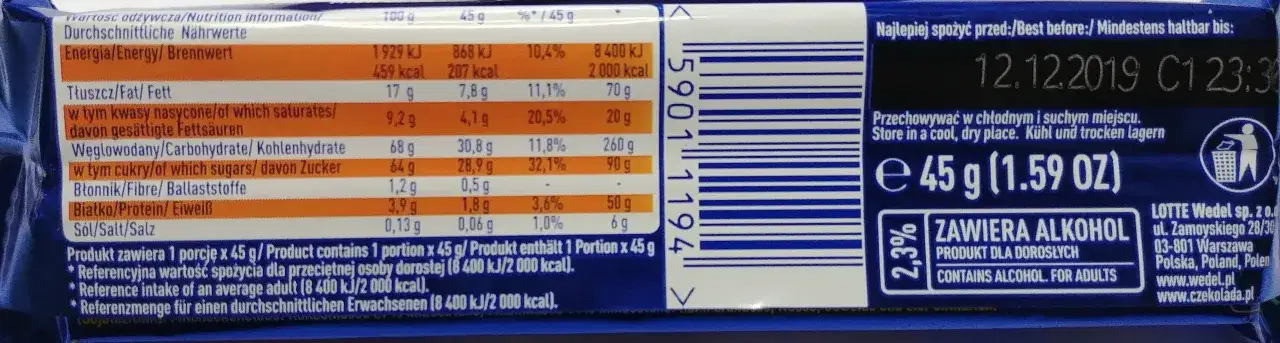 Wartość odżywcza/Nutrition information/ 100 g 45 g %* / 45 g *
Durchschnittliche Nährwerte
Energia/Energy/ Brennwert 1 929 kJ 868 kJ 10,4% 8 400 kJ
459 kcal 207 kcal 2 000 kcal
Tłuszcz/Fat/ Fett 17 g 7,8 g 11,1% 70 g
w tym kwasy nasycone/of which saturates/
davon gesättigte Fettsäuren 9,2 g 4,1 g 20,5% 20 g
Węglowodany/Carbohydrate/ Kohlenhydrate 68 g 30,8 g 11,8% 260 g
w tym cukry/of which sugars/ davon Zucker 64 g 28,9 g 32,1% 90 g
Błonnik/Fibre/ Ballaststoffe 1,2 g 0,5 g - -
Białko/Protein/ Eiweiß 3,9 g 1,8 g 3,6% 50 g
Sól/Salt/Salz 0,13 g 0,06 g 1,0% 6 g
Produkt zawiera 1 porcję x 45 g/ Product contains 1 portion x 45 g/ Produkt enthält 1 Portion x 45 g
* Referencyjna wartość spożycia dla przeciętnej osoby dorosłej (8 400 kJ/2 000 kcal).
* Reference intake of an average adult (8 400 kJ/2 000 kcal).
* Referenzmenge für einen durchschnittlichen Erwachsenen (8 400 kJ/2 000 kcal).
< 5901 1194 >
Najlepiej spożyć przed:/Best before:/ Mindestens haltbar bis:
12.12.2019 C1 23:3
Przechowywać w chłodnym i suchym miejscu.
Store in a cool, dry place. Kühl und trocken lagern
℮ 45 g (1.59 OZ)
2,3%
ZAWIERA ALKOHOL
PRODUKT DLA DOROSŁYCH
CONTAINS ALCOHOL. FOR ADULTS
LOTTE Wedel sp. z o.o.
ul. Zamoyskiego 28/30
03-801 Warszawa
Polska, Poland, Polen
www.wedel.pl
www.czekolada.pl